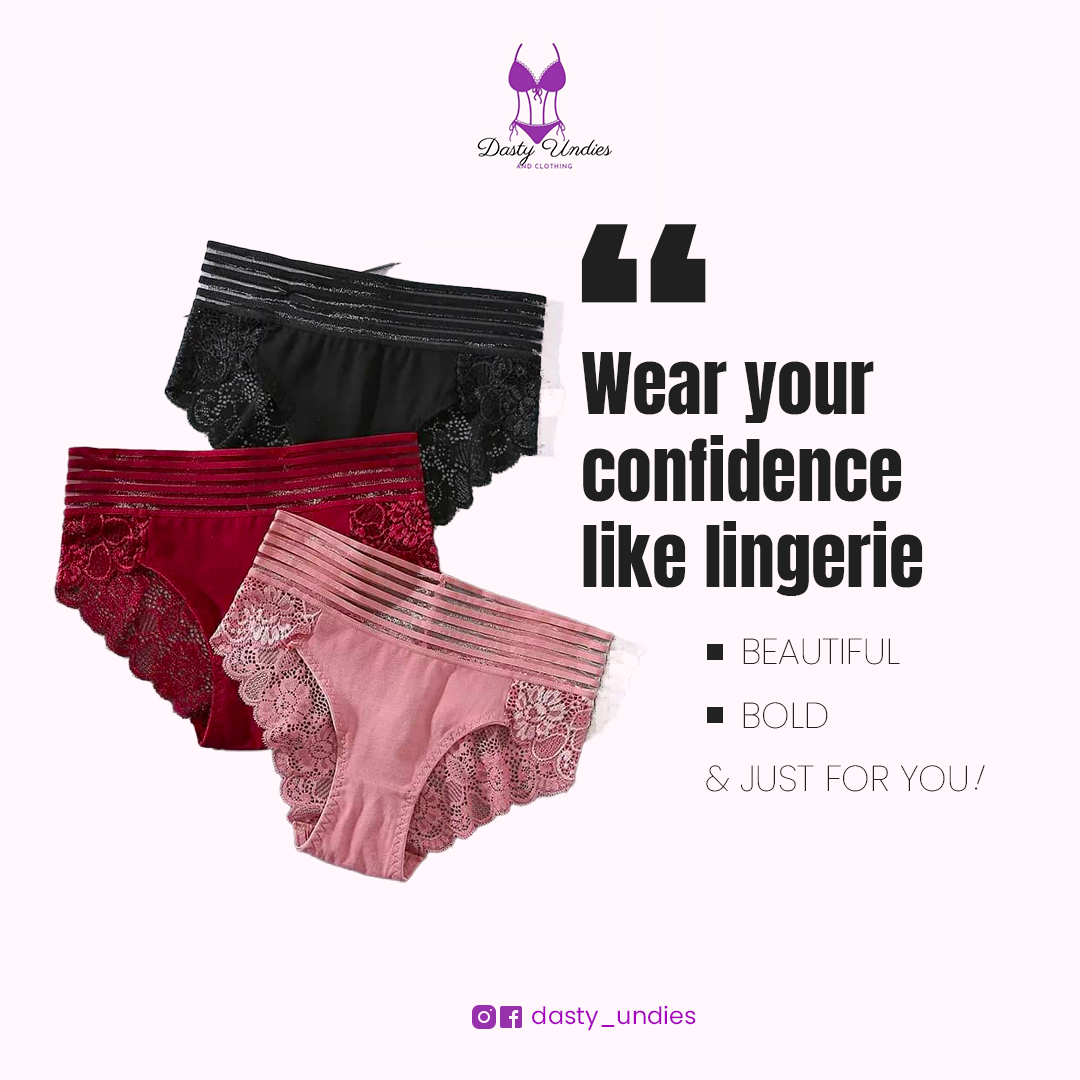 Dasty Undies
AND CLOTHING
“
Wear your
confidence
like lingerie
■ BEAUTIFUL
■ BOLD
& JUST FOR YOU!
dasty_undies